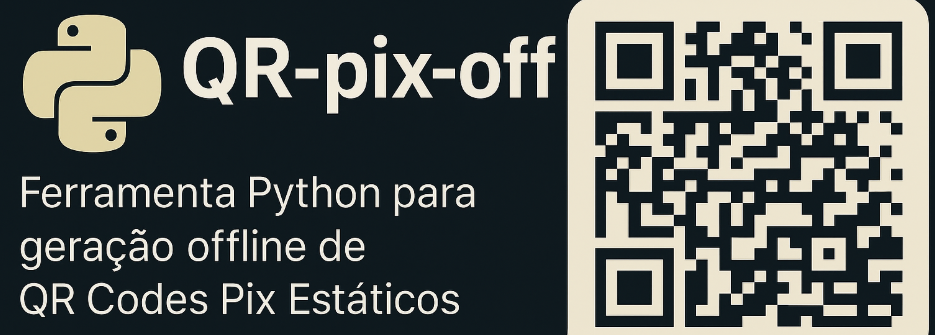 QR-pix-off
Ferramenta Python para
geração offline de
QR Codes Pix Estáticos